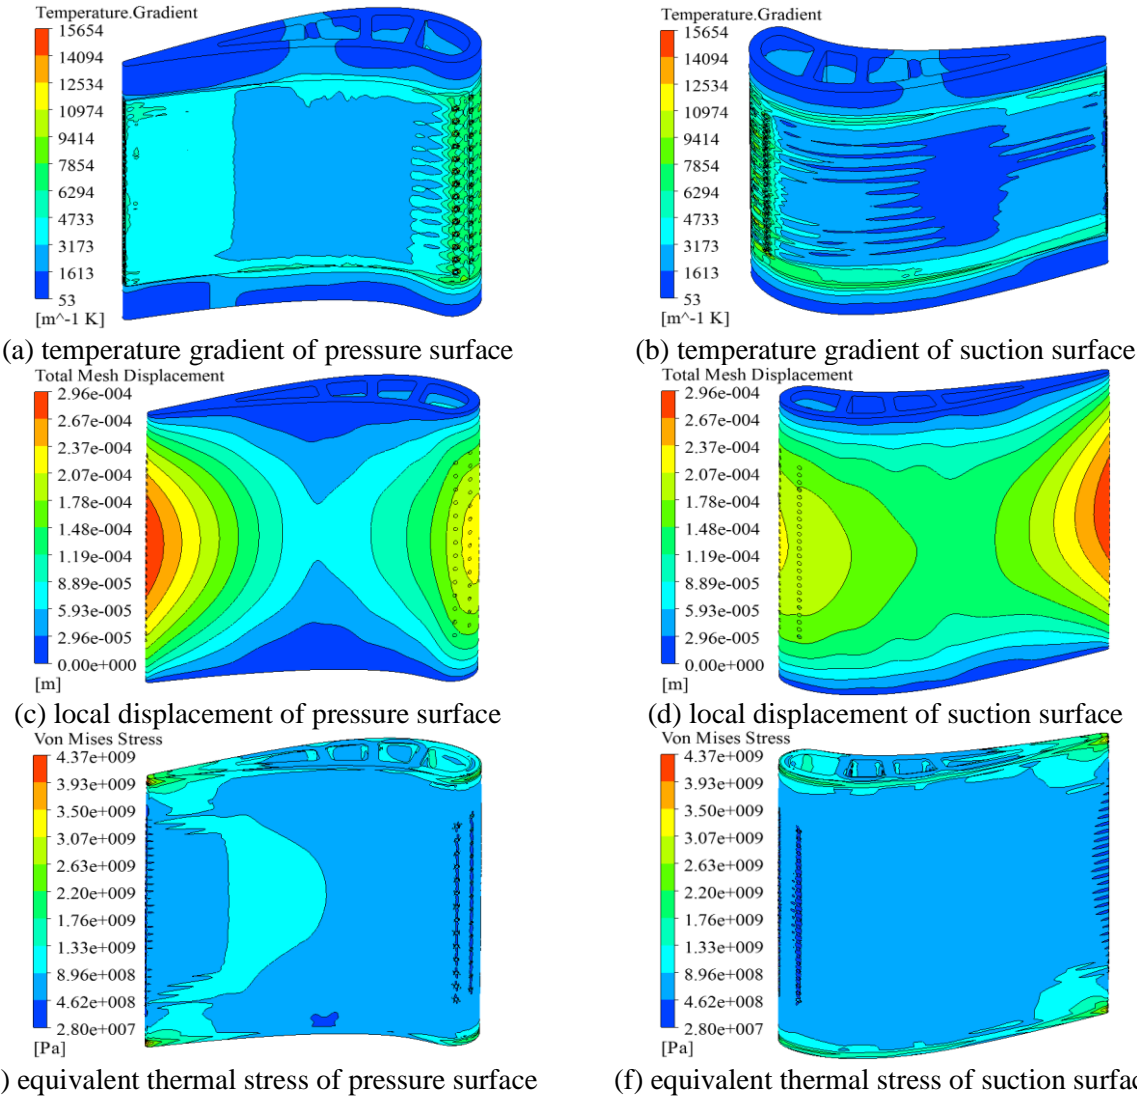 Temperature.Gradient
15654
14094
12534
10974
9414
7854
6294
4733
3173
1613
53
[m^-1 K]
Temperature.Gradient
15654
14094
12534
10974
9414
7854
6294
4733
3173
1613
53
[m^-1 K]
(a) temperature gradient of pressure surface
(b) temperature gradient of suction surface
Total Mesh Displacement
2.96e-004
2.67e-004
2.37e-004
2.07e-004
1.78e-004
1.48e-004
1.19e-004
8.89e-005
5.93e-005
2.96e-005
0.00e+000
[m]
Total Mesh Displacement
2.96e-004
2.67e-004
2.37e-004
2.07e-004
1.78e-004
1.48e-004
1.19e-004
8.89e-005
5.93e-005
2.96e-005
0.00e+000
[m]
(c) local displacement of pressure surface
(d) local displacement of suction surface
Von Mises Stress
4.37e+009
3.93e+009
3.50e+009
3.07e+009
2.63e+009
2.20e+009
1.76e+009
1.33e+009
8.96e+008
4.62e+008
2.80e+007
[Pa]
Von Mises Stress
4.37e+009
3.93e+009
3.50e+009
3.07e+009
2.63e+009
2.20e+009
1.76e+009
1.33e+009
8.96e+008
4.62e+008
2.80e+007
[Pa]
) equivalent thermal stress of pressure surface
(f) equivalent thermal stress of suction surfac